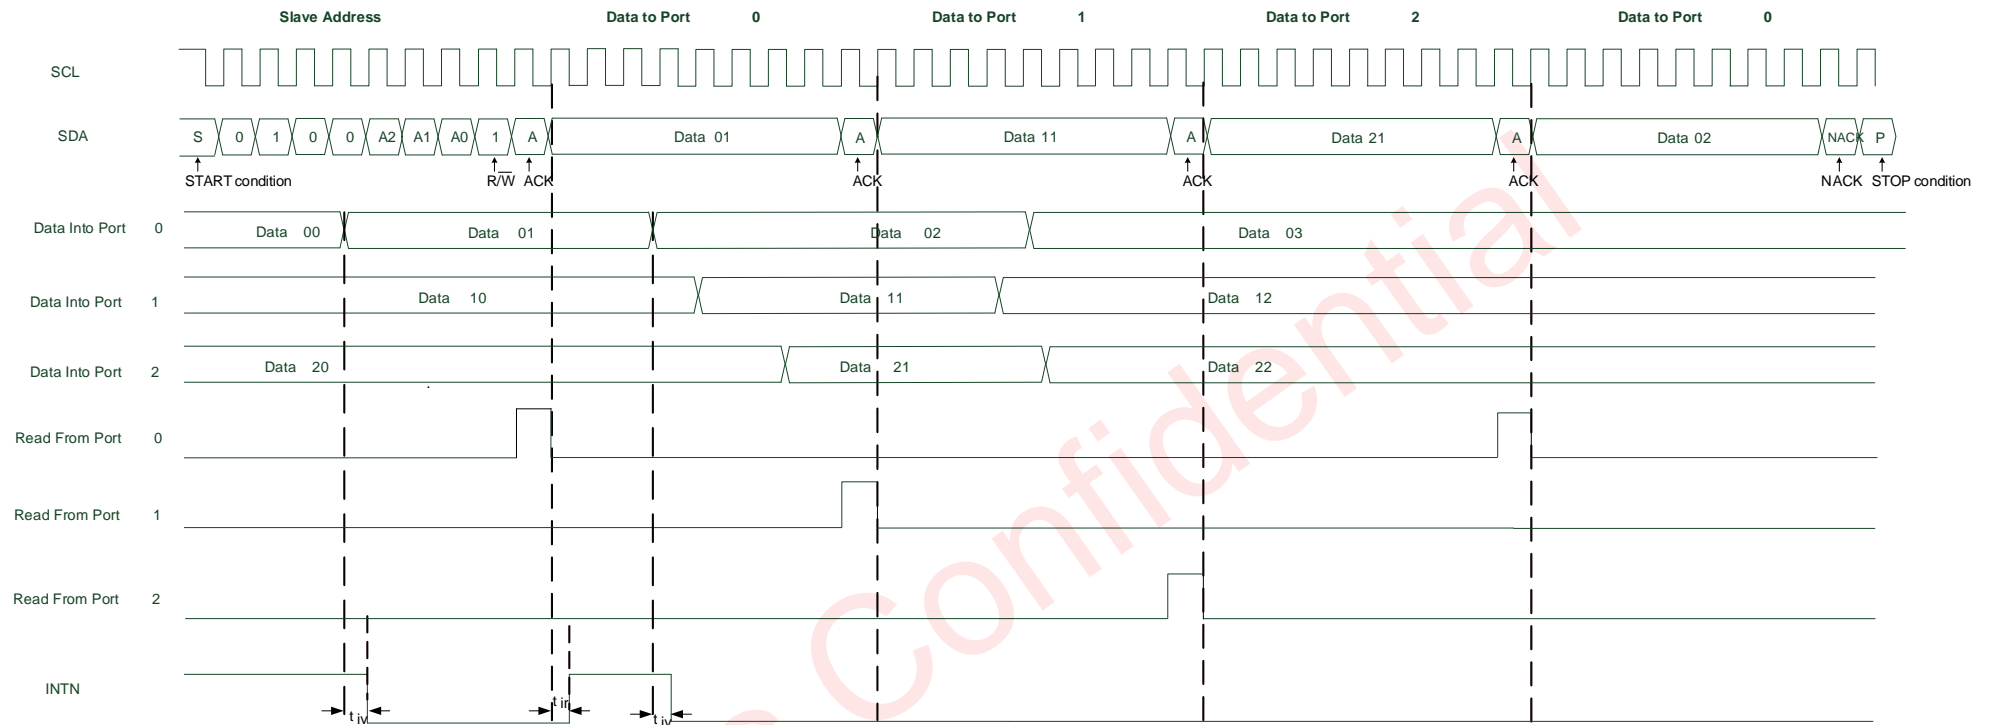 Slave Address Data to Port 0 Data to Port 1 Data to Port 2 Data to Port 0
SCL
SDA S 0 1 0 0 A2 A1 A0 1 A Data 01 A Data 11 A Data 21 A Data 02 NACK P
START condition R/W ACK ACK ACK ACK NACK STOP condition
Data Into Port 0 Data 00 Data 01 Data 02 Data 03
Data Into Port 1 Data 10 Data 11 Data 12
Data Into Port 2 Data 20 Data 21 Data 22
Read From Port 0
Read From Port 1
Read From Port 2
INTN
t iv t ir t iv
Confidential